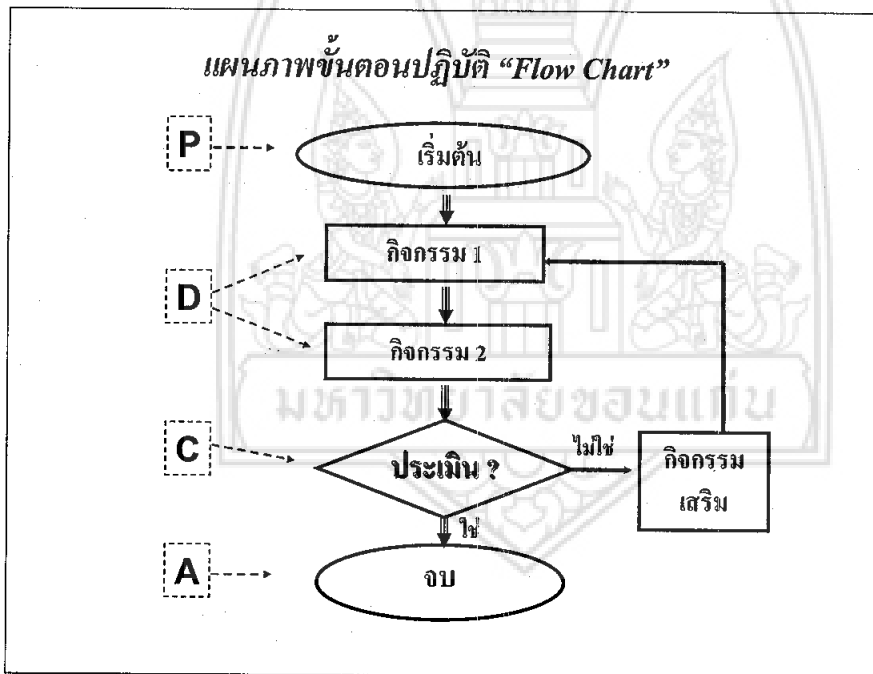 แผนภาพขั้นตอนปฏิบัติ “Flow Chart”
P
เริ่มต้น
กิจกรรม 1
D
กิจกรรม 2
มหาวิทยาลัยขอนแก่น
C
ประเมิน ?
ไม่ใช่
กิจกรรม
เสริม
ใช่
A
จบ